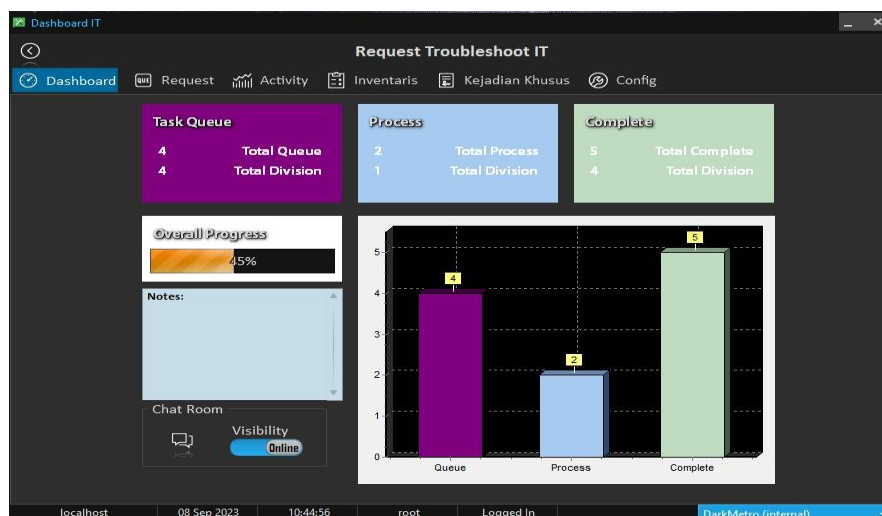 Dashboard IT
Request Troubleshoot IT
Dashboard QUE Request Activity Inventaris Kejadian Khusus Config
Task Queue
4 Total Queue
4 Total Division
Process
2 Total Process
1 Total Division
Complete
5 Total Complete
4 Total Division
Overall Progress
45%
Notes:
Chat Room
Visibility
Online
5
4
3
2
1
0
4
2
5
Queue Process Complete
localhost 08 Sep 2023 10:44:56 root Logged In DarkMetro (internal)